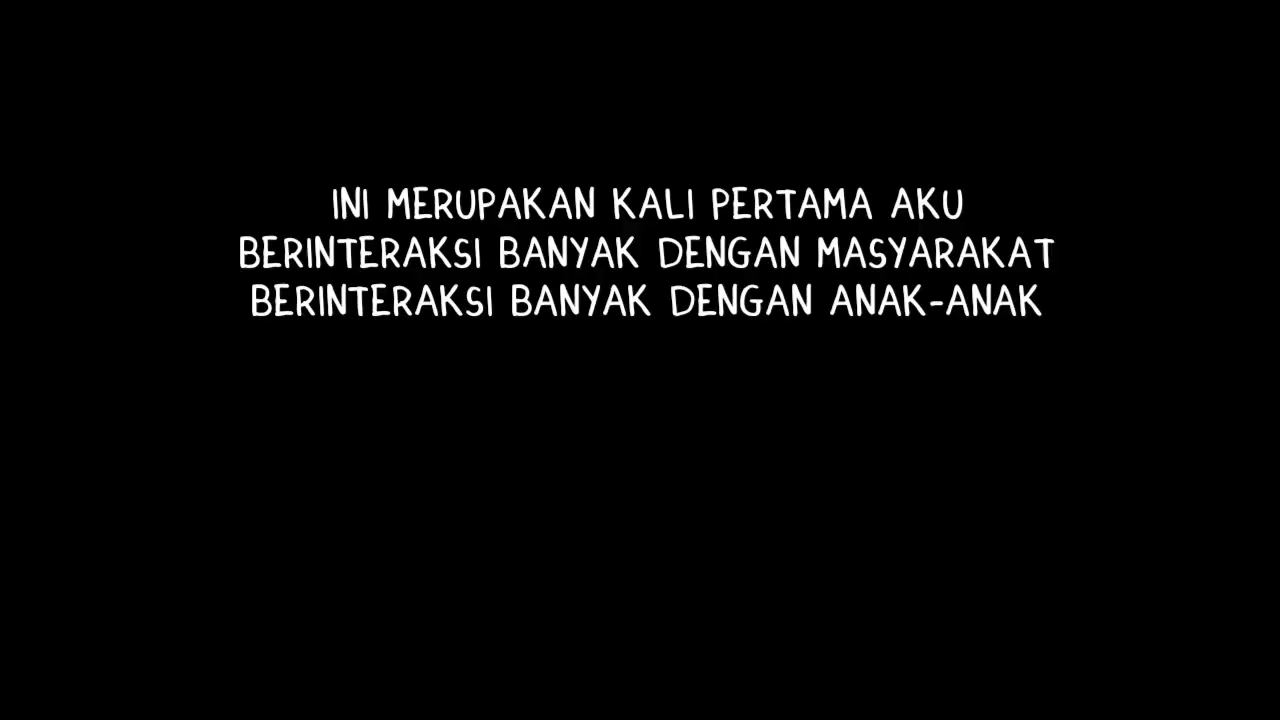 INI MERUPAKAN KALI PERTAMA AKU
BERINTERAKSI BANYAK DENGAN MASYARAKAT
BERINTERAKSI BANYAK DENGAN ANAK-ANAK